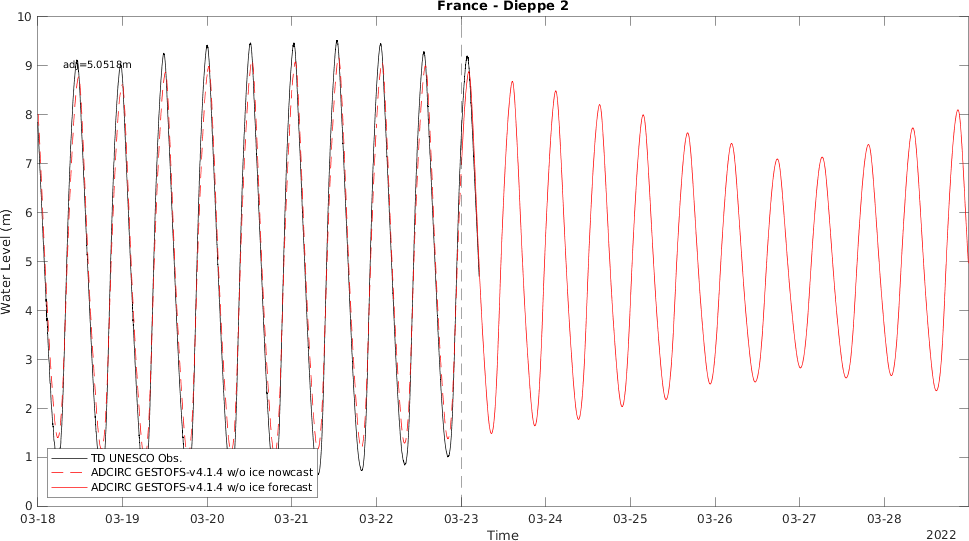 France - Dieppe 2
Water Level (m)
10
9
8
7
6
5
4
3
2
1
0
adj=5.0518m
TD UNESCO Obs.
ADCIRC GESTOFS-v4.1.4 w/o ice nowcast
ADCIRC GESTOFS-v4.1.4 w/o ice forecast
03-18 03-19 03-20 03-21 03-22 03-23 03-24 03-25 03-26 03-27 03-28
Time
2022